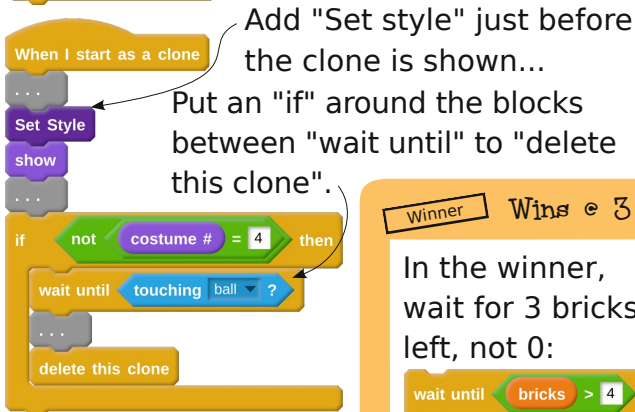 Add "Set style" just before
the clone is shown...
Put an "if" around the blocks
between "wait until" to "delete
this clone".
When I start as a clone
. . .
Set Style
show
. . .
if not costume # = 4 then
wait until touching ball ?
. . .
delete this clone
Winner Wins @ 3
In the winner,
wait for 3 bricks
left, not 0:
wait until bricks > 4